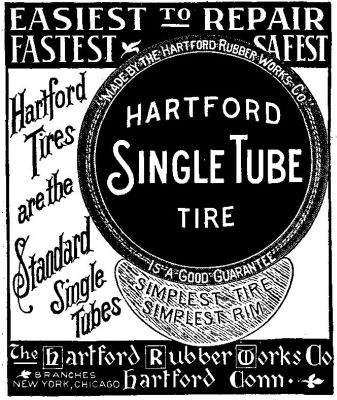 EASIEST TO REPAIR
FASTEST SAFEST
Hartford
Tires
are the
Standard
Single
Tubes
"MADE BY THE HARTFORD RUBBER WORKS CO."
HARTFORD
SINGLE TUBE
TIRE
IS A GOOD GUARANTEE
SIMPLEST TIRE
SIMPLEST RIM
The Hartford Rubber Works Co.
BRANCHES
NEW YORK, CHICAGO
Hartford Conn.